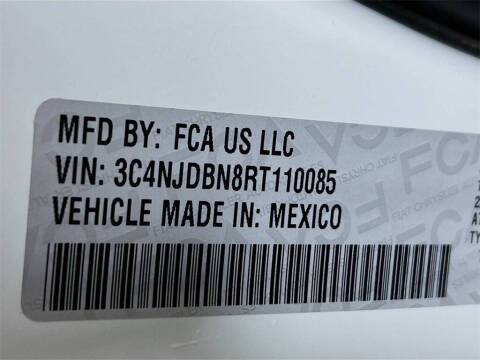 MFD BY: FCA US LLC
VIN: 3C4NJDBN8RT110085
VEHICLE MADE IN: MEXICO